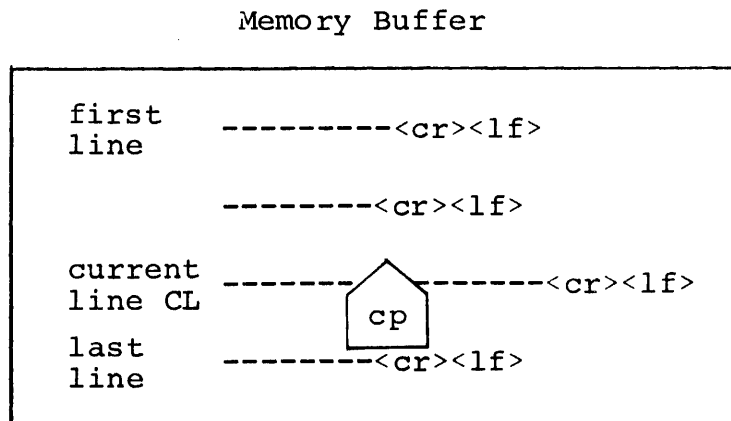 Memory Buffer
first
line ---------<cr><lf>
--------<cr><lf>
current
line CL -------
-------<cr><lf>
cp
last
line --------<cr><lf>